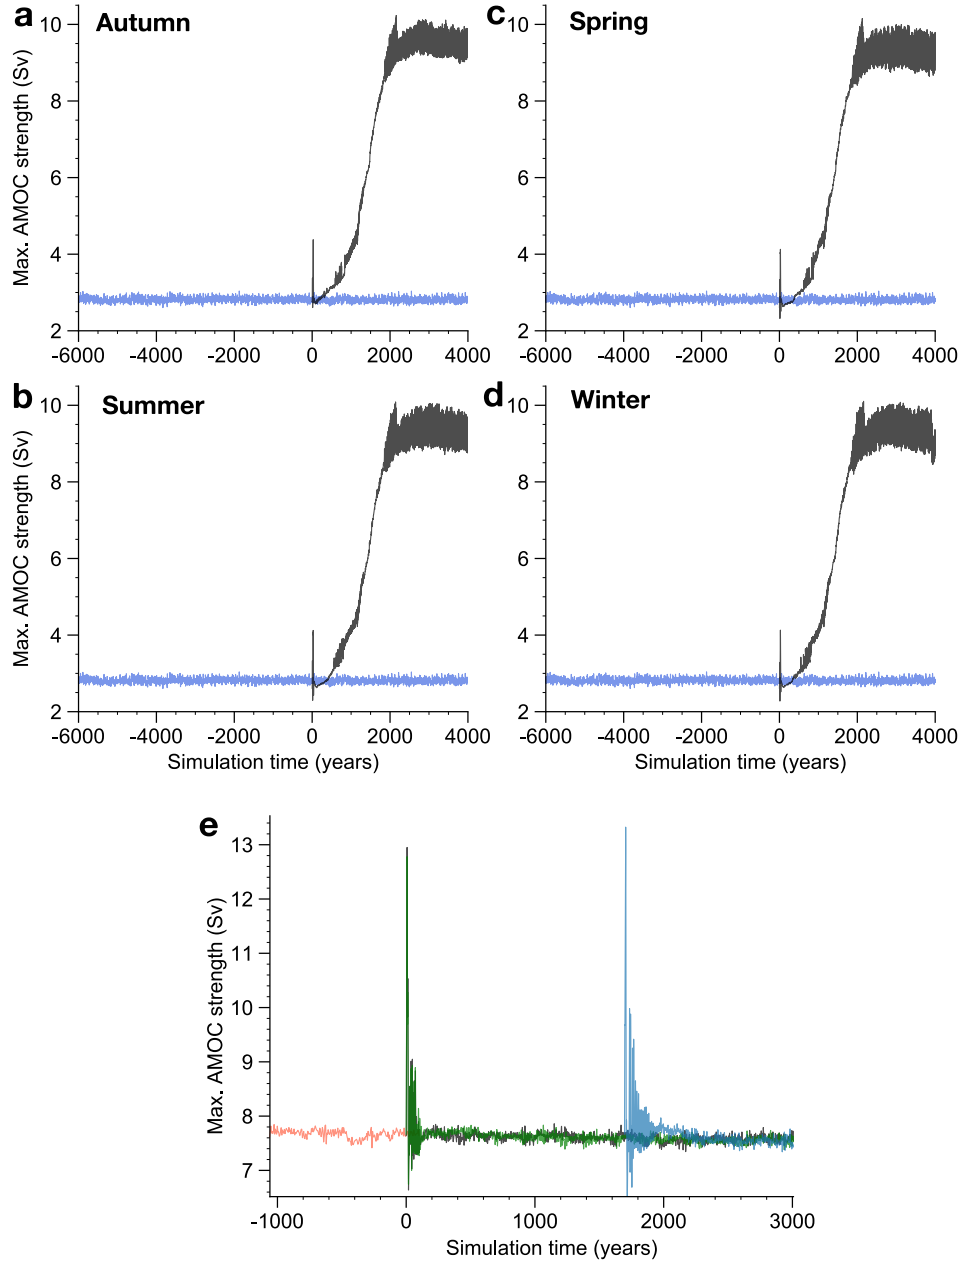 a Autumn
Max. AMOC strength (Sv)
10
8
6
4
2
-6000 -4000 -2000 0 2000 4000
c Spring
10
8
6
4
2
-6000 -4000 -2000 0 2000 4000
b Summer
Max. AMOC strength (Sv)
10
8
6
4
2
-6000 -4000 -2000 0 2000 4000
Simulation time (years)
d Winter
10
8
6
4
2
-6000 -4000 -2000 0 2000 4000
Simulation time (years)
e
Max. AMOC strength (Sv)
13
12
11
10
9
8
7
-1000 0 1000 2000 3000
Simulation time (years)